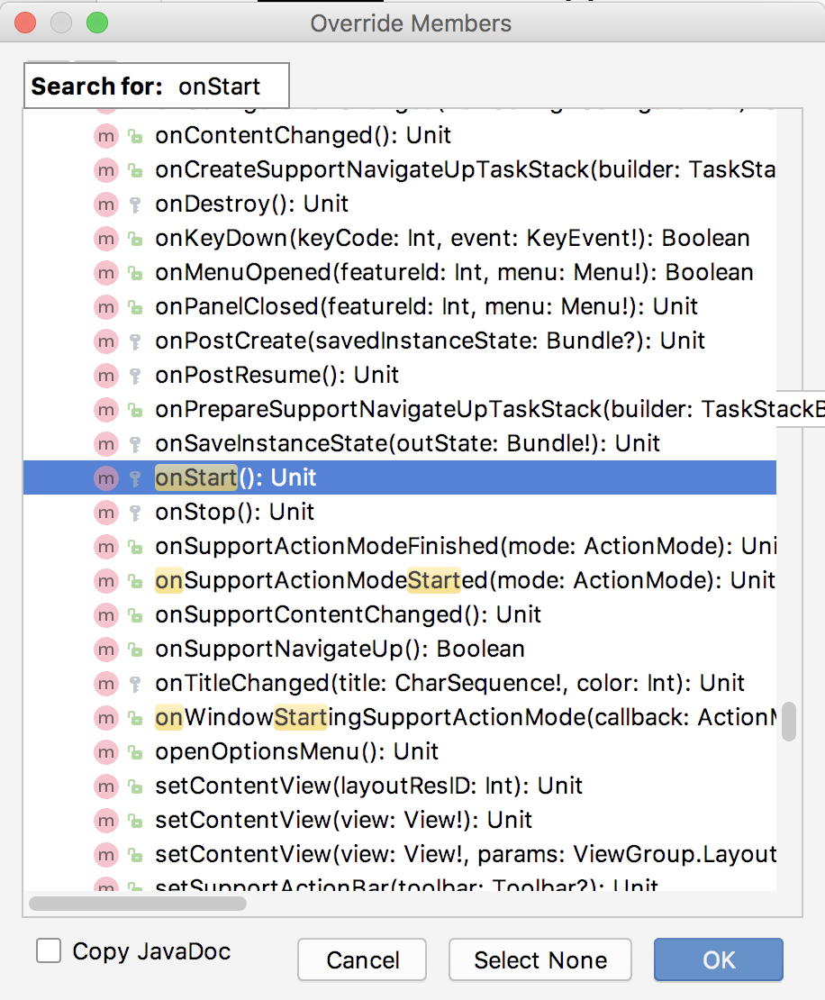 Override Members
Search for: onStart
m onContentChanged(): Unit
m onCreateSupportNavigateUpTaskStack(builder: TaskSta
m onDestroy(): Unit
m onKeyDown(keyCode: Int, event: KeyEvent!): Boolean
m onMenuOpened(featureId: Int, menu: Menu!): Boolean
m onPanelClosed(featureId: Int, menu: Menu!): Unit
m onPostCreate(savedInstanceState: Bundle?): Unit
m onPostResume(): Unit
m onPrepareSupportNavigateUpTaskStack(builder: TaskStackB
m onSaveInstanceState(outState: Bundle!): Unit
m onStart(): Unit
m onStop(): Unit
m onSupportActionModeFinished(mode: ActionMode): Uni
m onSupportActionModeStarted(mode: ActionMode): Unit
m onSupportContentChanged(): Unit
m onSupportNavigateUp(): Boolean
m onTitleChanged(title: CharSequence!, color: Int): Unit
m onWindowStartingSupportActionMode(callback: ActionM
m openOptionsMenu(): Unit
m setContentView(layoutResID: Int): Unit
m setContentView(view: View!): Unit
m setContentView(view: View!, params: ViewGroup.Layout
m setSupportActionBar(toolbar: Toolbar?): Unit
Copy JavaDoc
Cancel
Select None
OK